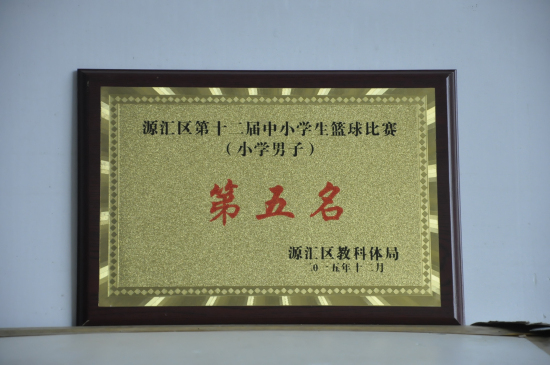 源汇区第十二届中小学生篮球比赛
（小学男子）
第五名
源汇区教科体局
二〇一五年十二月